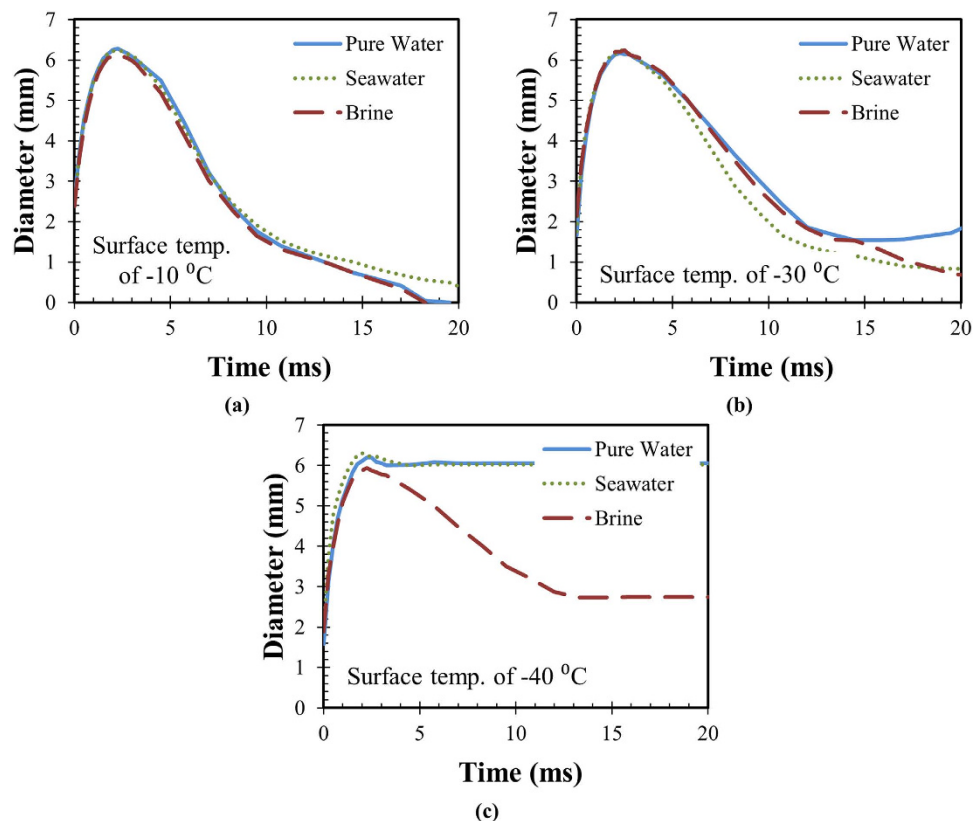 7
6
5
4
3
2
1
0
Diameter (mm)
Pure Water
Seawater
Brine
Surface temp.
of -10 ⁰C
0 5 10 15 20
Time (ms)
(a)
7
6
5
4
3
2
1
0
Diameter (mm)
Pure Water
Seawater
Brine
Surface temp. of -30 ⁰C
0 5 10 15 20
Time (ms)
(b)
7
6
5
4
3
2
1
0
Diameter (mm)
Pure Water
Seawater
Brine
Surface temp. of -40 ⁰C
0 5 10 15 20
Time (ms)
(c)